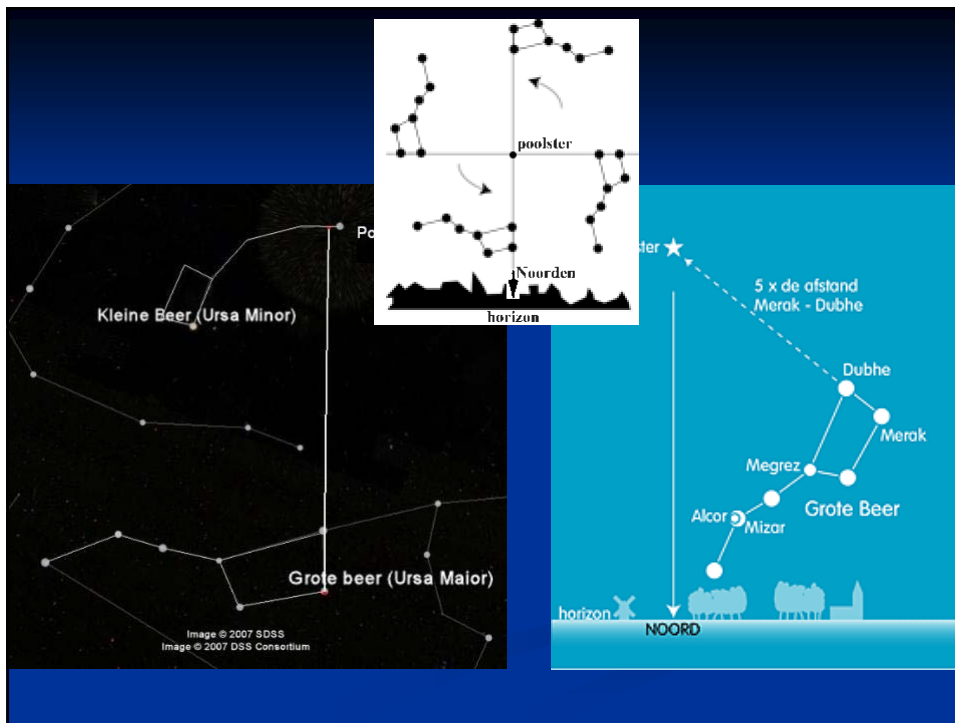 poolster
Noorden
horizon
Po
Kleine Beer (Ursa Minor)
Grote beer (Ursa Maior)
Image © 2007 SDSS
Image © 2007 DSS Consortium
ster
5 x de afstand
Merak - Dubhe
Dubhe
Merak
Megrez
Grote Beer
Alcor
Mizar
horizon
NOORD